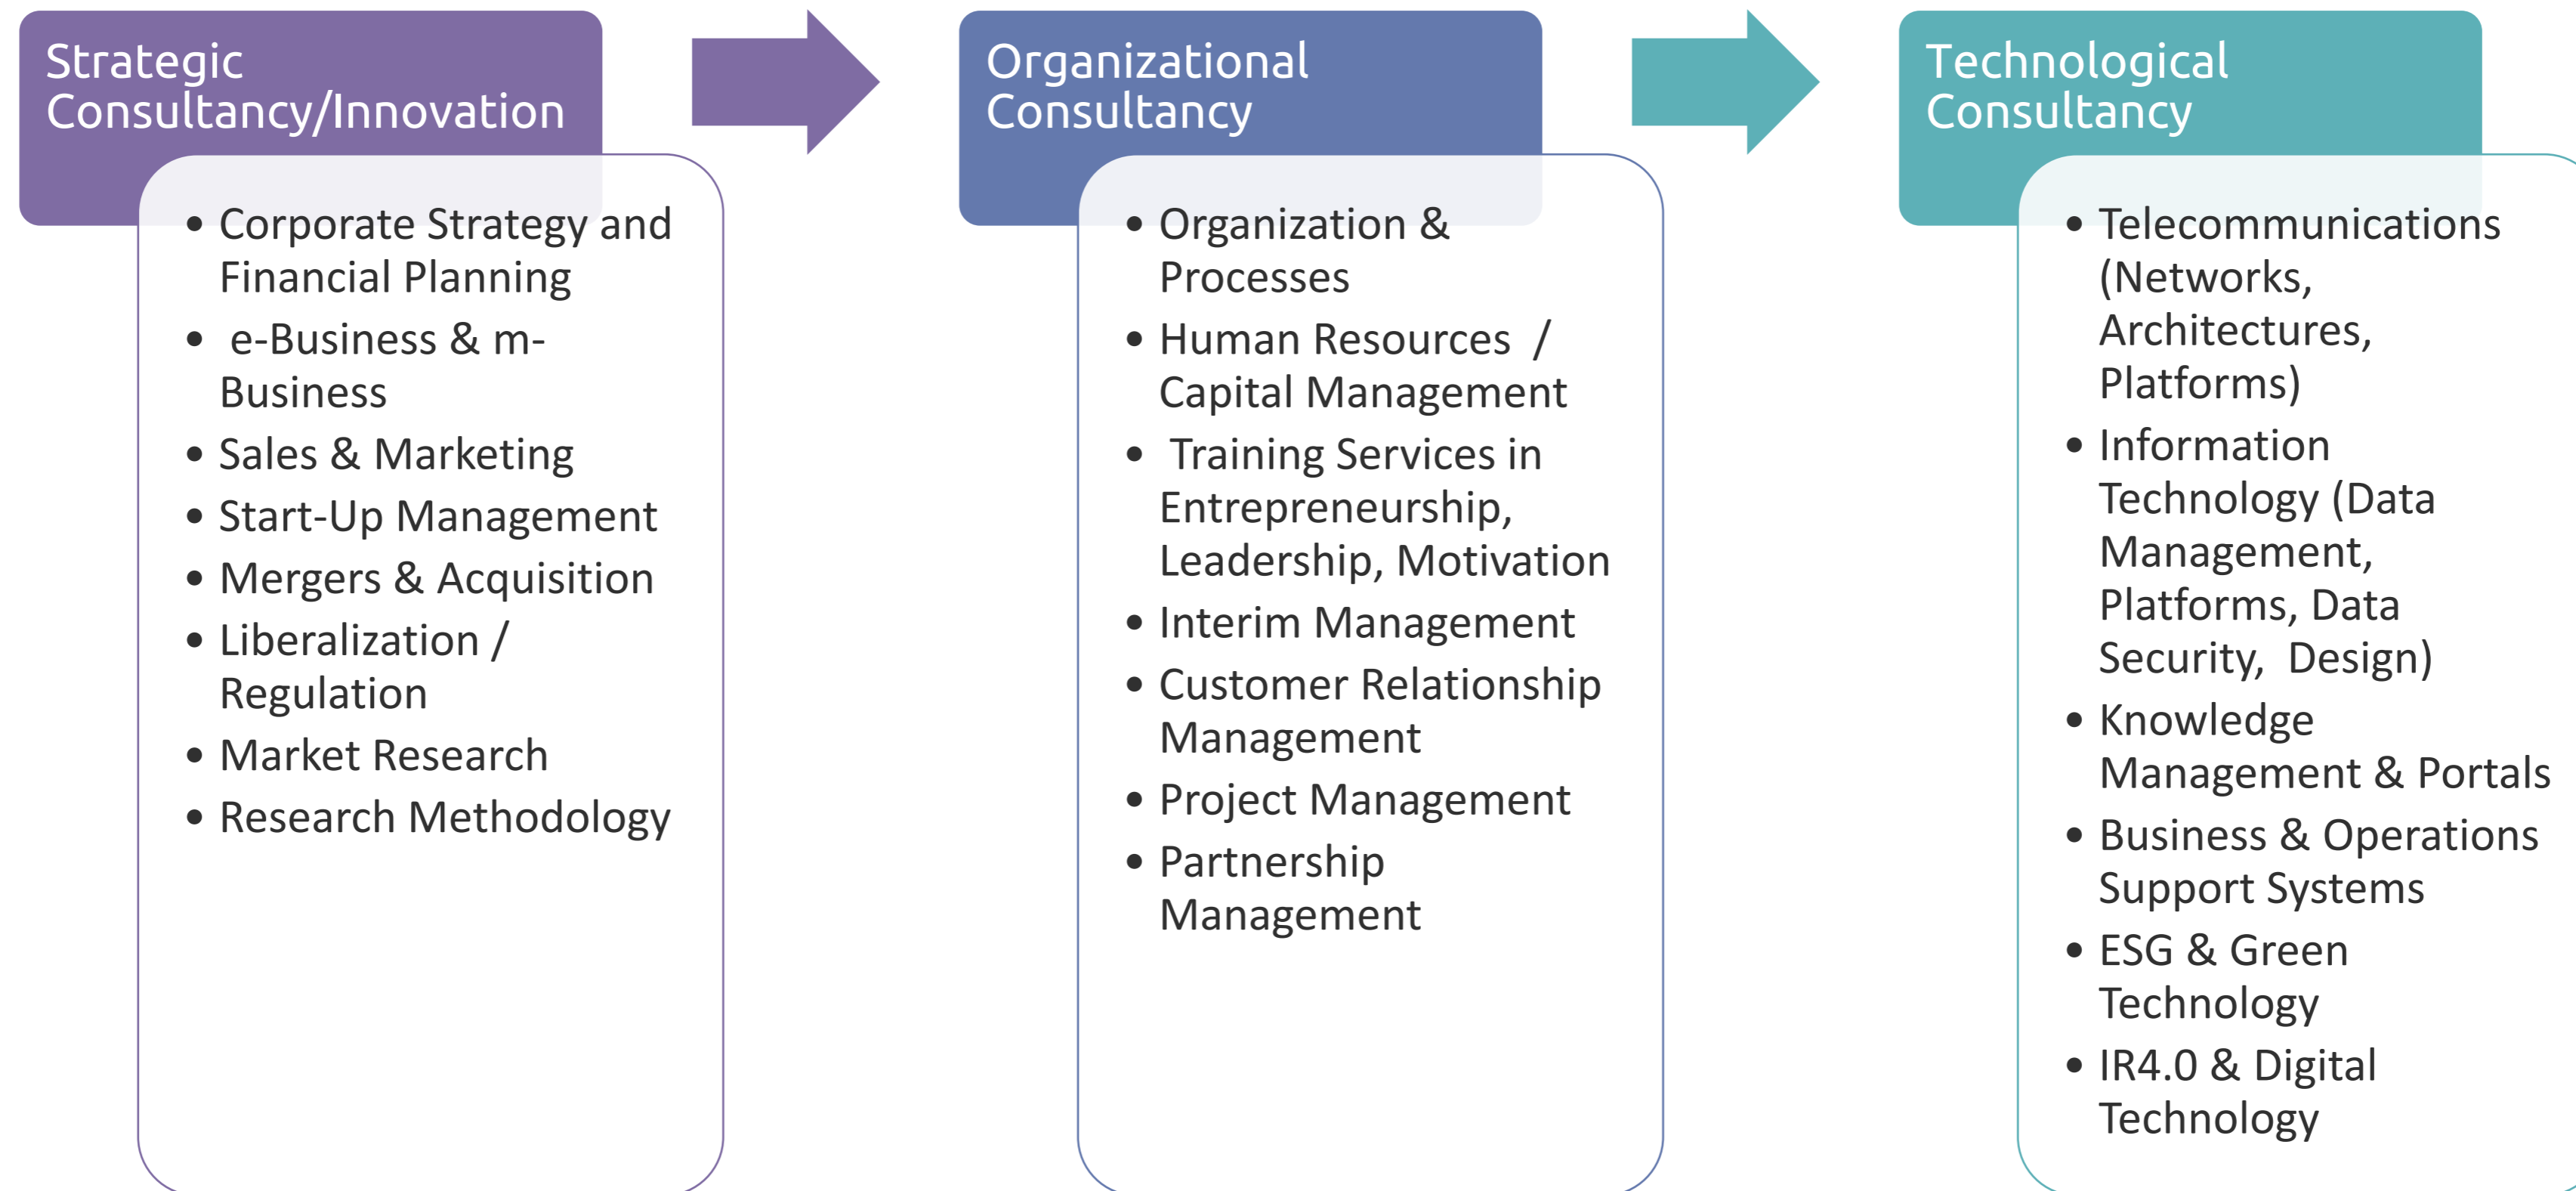 Strategic
Consultancy/Innovation
• Corporate Strategy and
Financial Planning
• e-Business & m-
Business
• Sales & Marketing
• Start-Up Management
• Mergers & Acquisition
• Liberalization /
Regulation
• Market Research
• Research Methodology
Organizational
Consultancy
• Organization &
Processes
• Human Resources /
Capital Management
• Training Services in
Entrepreneurship,
Leadership, Motivation
• Interim Management
• Customer Relationship
Management
• Project Management
• Partnership
Management
Technological
Consultancy
• Telecommunications
(Networks,
Architectures,
Platforms)
• Information
Technology (Data
Management,
Platforms, Data
Security, Design)
• Knowledge
Management & Portals
• Business & Operations
Support Systems
• ESG & Green
Technology
• IR4.0 & Digital
Technology